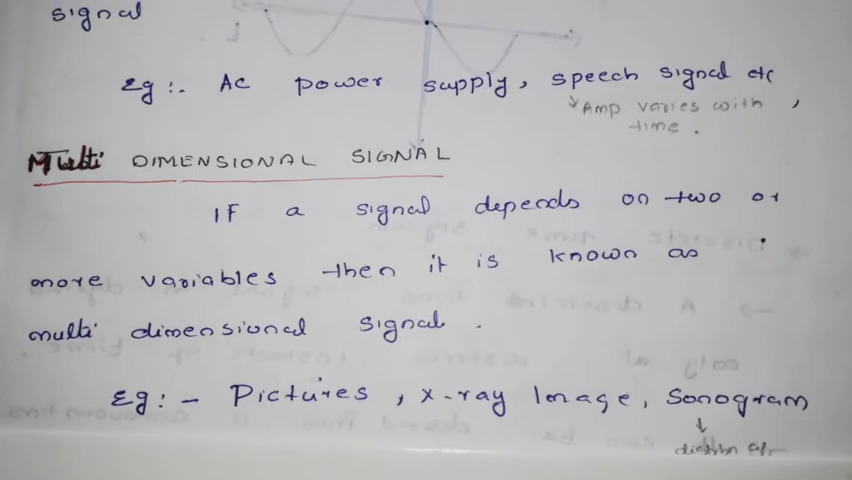 signal
Eg :. AC power supply, speech signal etc
↓ Amp varies with ,
time .
Multi DIMENSIONAL SIGNAL
IF a signal depends on two or
more variables then it is known as
multi dimensional signal .
Eg :- Pictures , X-ray Image, Sonogram
↓